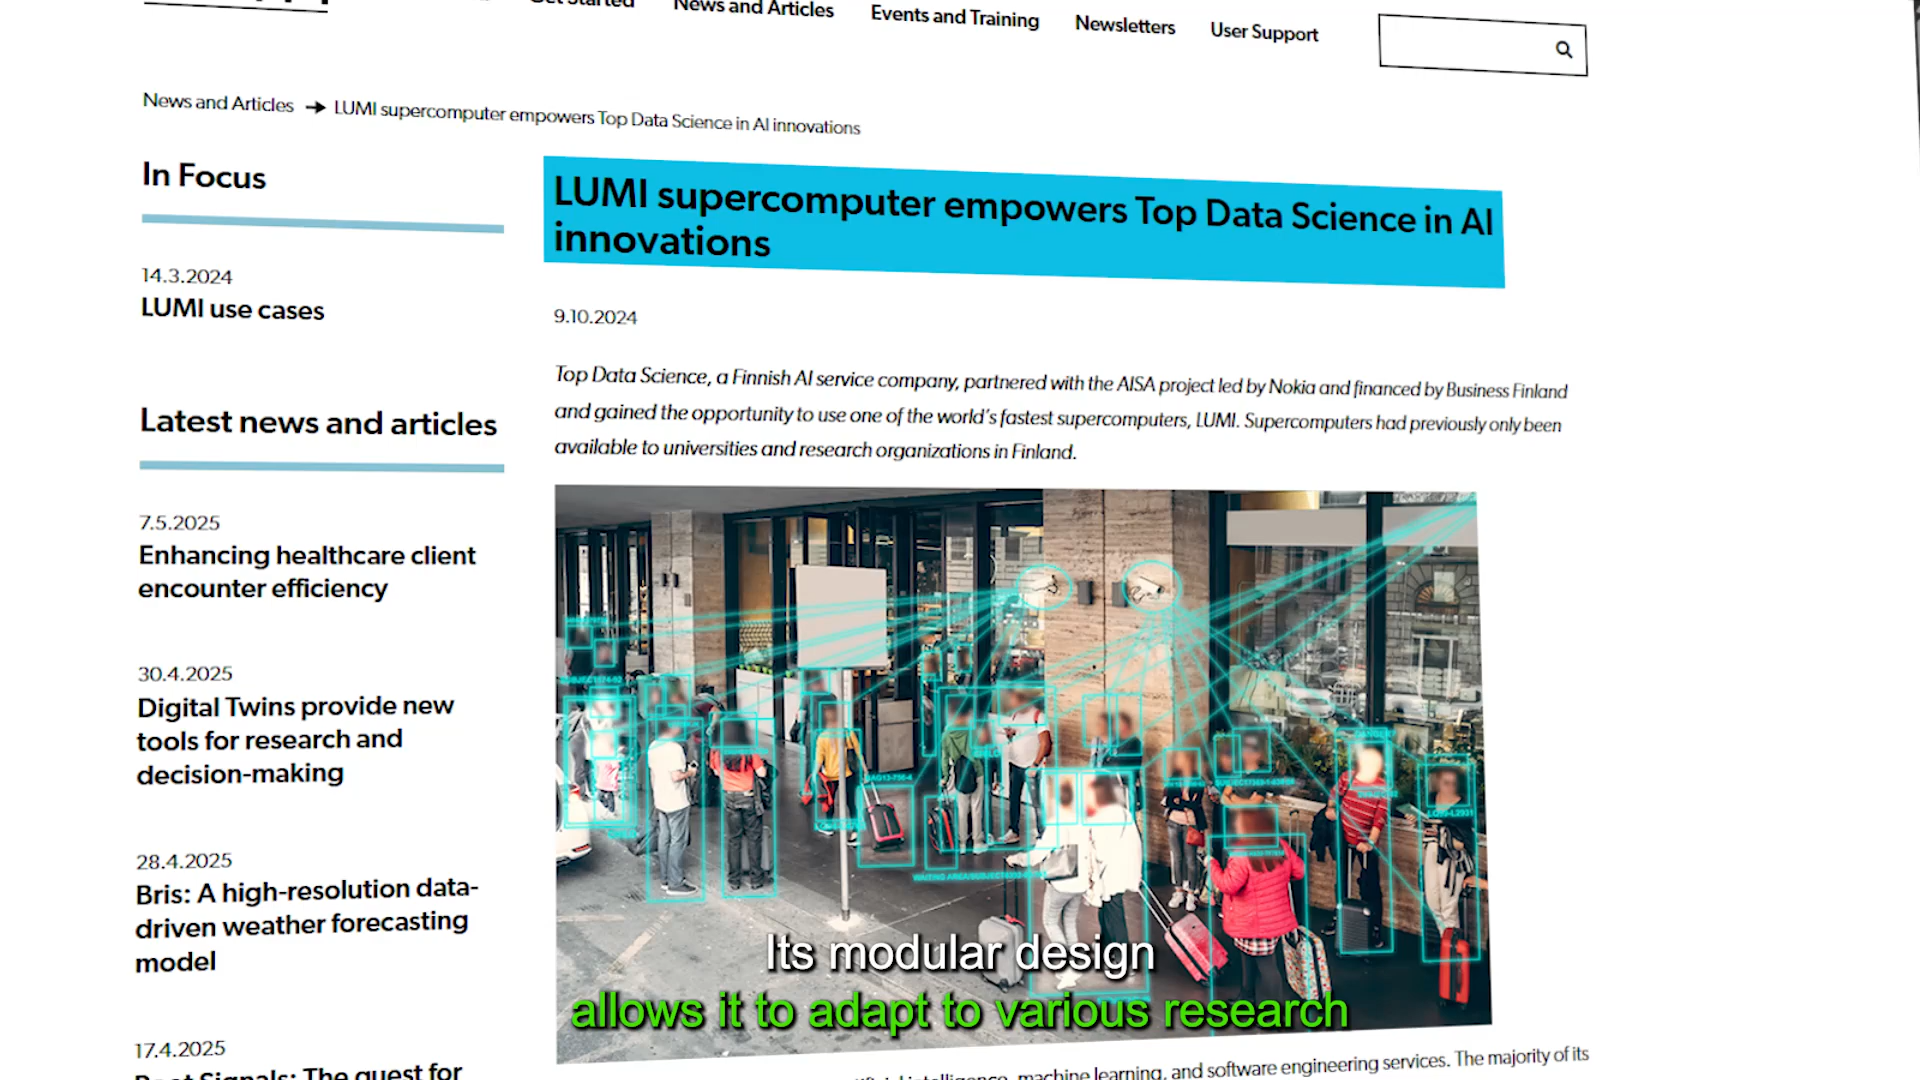 Get Started
News and Articles
Events and Training
Newsletters
User Support
News and Articles → LUMI supercomputer empowers Top Data Science in AI innovations
In Focus
14.3.2024
LUMI use cases
Latest news and articles
7.5.2025
Enhancing healthcare client
encounter efficiency
30.4.2025
Digital Twins provide new
tools for research and
decision-making
28.4.2025
Bris: A high-resolution data-
driven weather forecasting
model
17.4.2025
The quest for
LUMI supercomputer empowers Top Data Science in AI
innovations
9.10.2024
Top Data Science, a Finnish AI service company, partnered with the AISA project led by Nokia and financed by Business Finland
and gained the opportunity to use one of the world's fastest supercomputers, LUMI. Supercomputers had previously only been
available to universities and research organizations in Finland.
Its modular design
allows it to adapt to various research
machine learning, and software engineering services. The majority of its